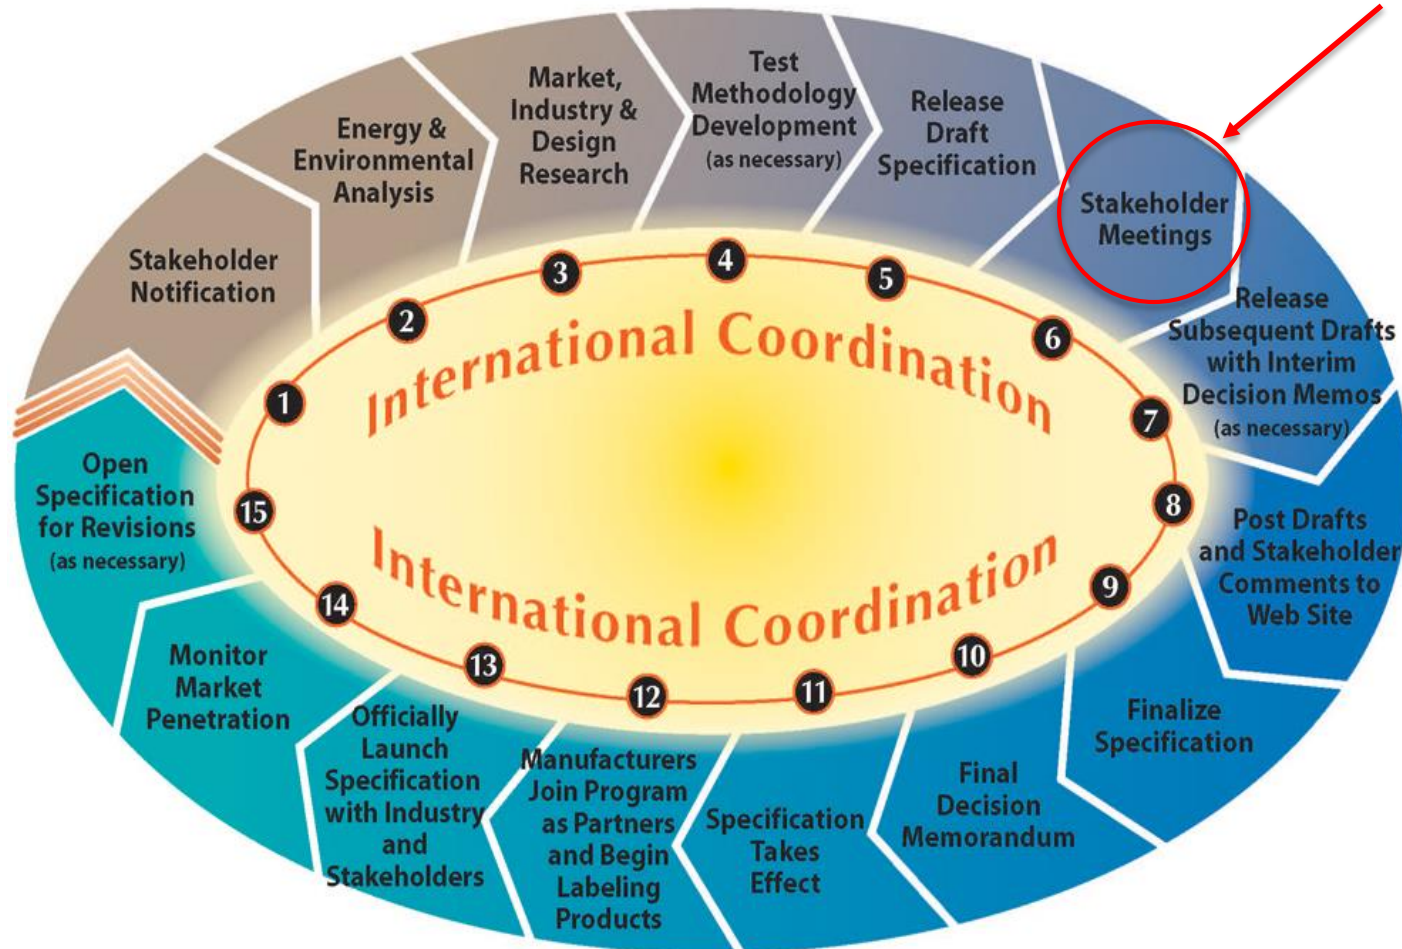 Stakeholder
Notification
Energy &
Environmental
Analysis
Market,
Industry &
Design
Research
Test
Methodology
Development
(as necessary)
Release
Draft
Specification
Stakeholder
Meetings
Release
Subsequent Drafts
with Interim
Decision Memos
(as necessary)
Post Drafts
and Stakeholder
Comments to
Web Site
Finalize
Specification
Final
Decision
Memorandum
Specification
Takes
Effect
Manufacturers
Join Program
as Partners
and Begin
Labeling
Products
Officially
Launch
Specification
with Industry
and
Stakeholders
Monitor
Market
Penetration
Open
Specification
for Revisions
(as necessary)
1
2
3
4
5
6
7
8
9
10
11
12
13
14
15
International Coordination
International Coordination